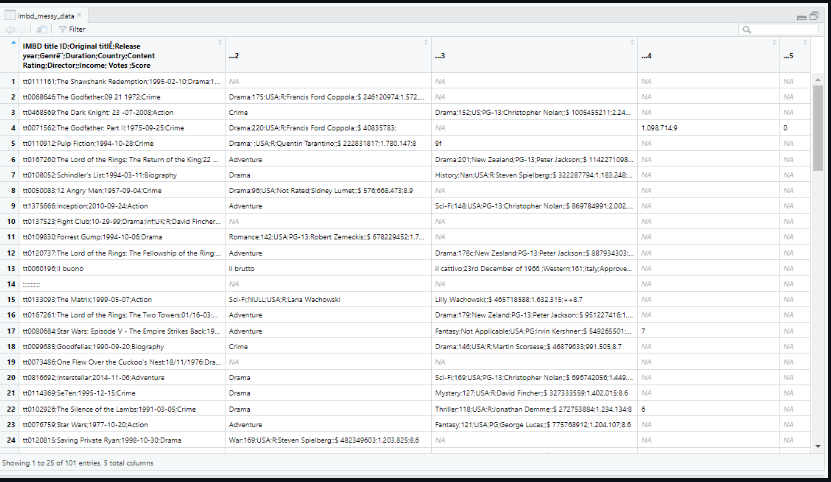 Imbd_messy_data
Filter
IMBD title ID;Original titlÊ;Release
year;Genrë¨;Duration;Country;Content
Rating;Director;;Income; Votes ;Score
...2
...3
...4
...5
1 tt0111161;The Shawshank Redemption;1995-02-10;Drama;1... NA NA NA NA
2 tt0068646;The Godfather;09 21 1972;Crime Drama;175;USA;R;Francis Ford Coppola;;$ 246120974;1.572.... NA NA NA
3 tt0468569;The Dark Knight; 23 -07-2008;Action Crime Drama;152;US;PG-13;Christopher Nolan;;$ 1005455211;2.24... NA NA
4 tt0071562;The Godfather: Part II;1975-09-25;Crime Drama;220;USA;R;Francis Ford Coppola;;$ 40835783; NA 1.098.714;9 0
5 tt0110912;Pulp Fiction;1994-10-28;Crime Drama; ;USA;R;Quentin Tarantino;;$ 222831817;1.780.147;8 9f NA NA
6 tt0167260;The Lord of the Rings: The Return of the King;22 ... Adventure Drama;201;New Zealand;PG-13;Peter Jackson;;$ 1142271098... NA NA
7 tt0108052;Schindler's List;1994-03-11;Biography Drama History;Nan;USA;R;Steven Spielberg;;$ 322287794;1.183.248;... NA NA
8 tt0050083;12 Angry Men;1957-09-04;Crime Drama;96;USA;Not Rated;Sidney Lumet;;$ 576;668.473;8.9 NA NA NA
9 tt1375666;Inception;2010-09-24;Action Adventure Sci-Fi;148;USA;PG-13;Christopher Nolan;;$ 869784991;2.002.... NA NA
10 tt0137523;Fight Club;10-29-99;Drama;Inf;UK;R;David Fincher... NA NA NA NA
11 tt0109830;Forrest Gump;1994-10-06;Drama Romance;142;USA;PG-13;Robert Zemeckis;;$ 678229452;1.7... NA NA NA
12 tt0120737;The Lord of the Rings: The Fellowship of the Ring;... Adventure Drama;178c;New Zesland;PG-13;Peter Jackson;;$ 887934303;... NA NA
13 tt0060196;Il buono il brutto il cattivo;23rd December of 1966 ;Western;161;Italy;Approve... NA NA
14 ;;;;;;;;;;; NA NA NA NA
15 tt0133093;The Matrix;1999-05-07;Action Sci-Fi;NULL;USA;R;Lana Wachowski Lilly Wachowski;;$ 465718588;1.632.315;++8.7 NA NA
16 tt0167261;The Lord of the Rings: The Two Towers;01/16-03;... Adventure Drama;179;New Zeland;PG-13;Peter Jackson;;$ 951227416;1.... NA NA
17 tt0080684;Star Wars: Episode V - The Empire Strikes Back;19... Adventure Fantasy;Not Applicable;USA;PG;Irvin Kershner;;$ 549265501;... 7 NA
18 tt0099685;Goodfellas;1990-09-20;Biography Crime Drama;146;USA;R;Martin Scorsese;;$ 46879633;991.505;8.7 NA NA
19 tt0073486;One Flew Over the Cuckoo's Nest;18/11/1976;Dra... NA NA NA NA
20 tt0816692;Interstellar;2014-11-06;Adventure Drama Sci-Fi;169;USA;PG-13;Christopher Nolan;;$ 696742056;1.449.... NA NA
21 tt0114369;Se7en;1995-12-15;Crime Drama Mystery;127;USA;R;David Fincher;;$ 327333559;1.402.015;8.6 NA NA
22 tt0102926;The Silence of the Lambs;1991-03-05;Crime Drama Thriller;118;USA;R;Jonathan Demme;;$ 272753884;1.234.134;8 6 NA
23 tt0076759;Star Wars;1977-10-20;Action Adventure Fantasy;121;USA;PG;George Lucas;;$ 775768912;1.204.107;8.6 NA NA
24 tt0120815;Saving Private Ryan;1998-10-30;Drama War;169;USA;R;Steven Spielberg;;$ 482349603;1.203.825;8.6 NA NA NA
Showing 1 to 25 of 101 entries, 5 total columns